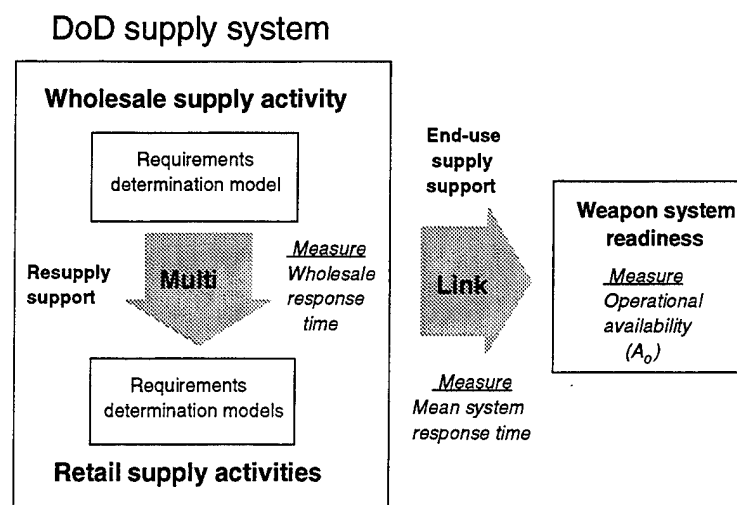 DoD supply system
Wholesale supply activity
Requirements
determination model
Resupply
support
Multi
Measure
Wholesale
response
time
Requirements
determination models
Retail supply activities
End-use
supply
support
Link
Measure
Mean system
response time
Weapon system
readiness
Measure
Operational
availability
(Ao)